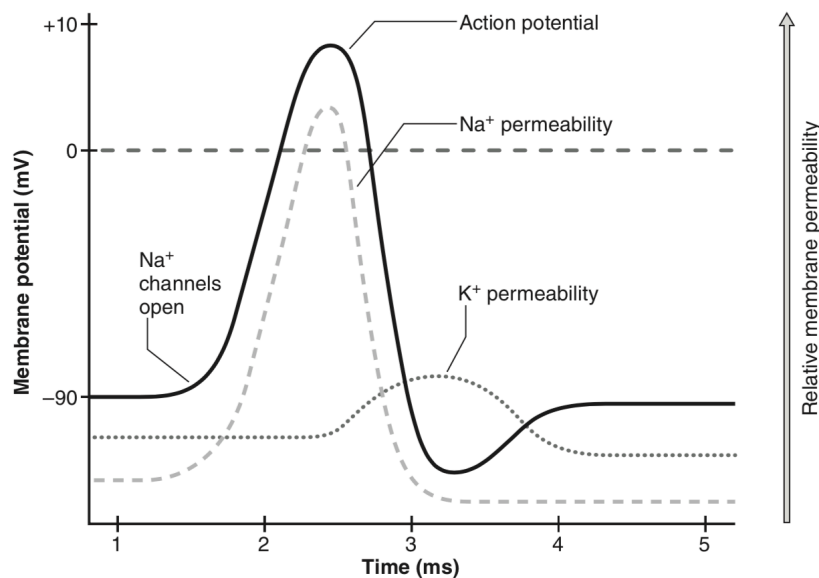 +10
Action potential
Na⁺ permeability
0
Na⁺
channels
open
K⁺ permeability
–90
Membrane potential (mV)
Relative membrane permeability
1
2
3
4
5
Time (ms)